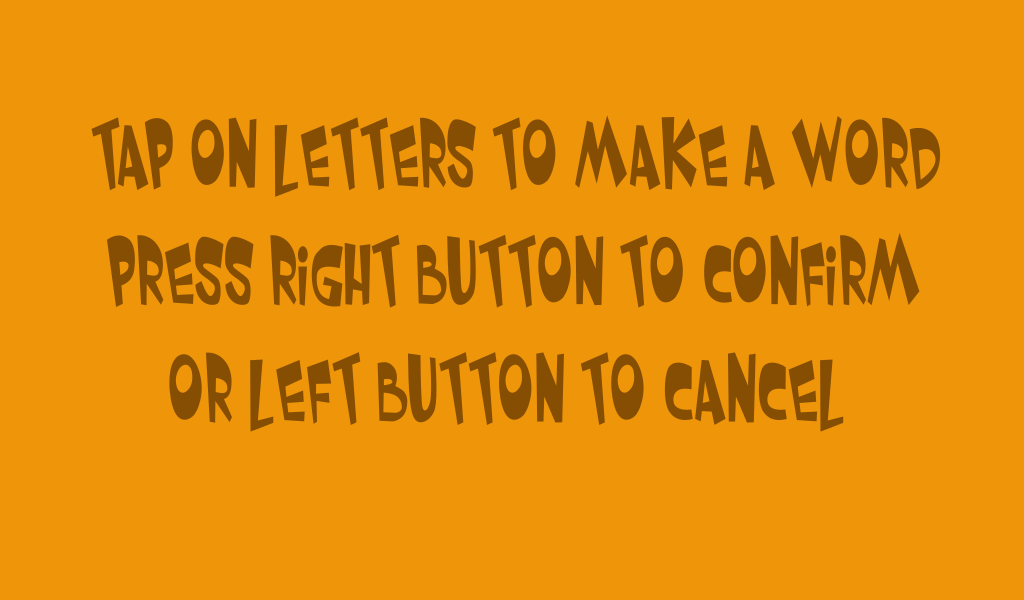 TAP ON LETTERS TO MAKE A WORD
PRESS RiGHT BUTTON TO CONFiRM
OR LEFT BUTTON TO CANCEL